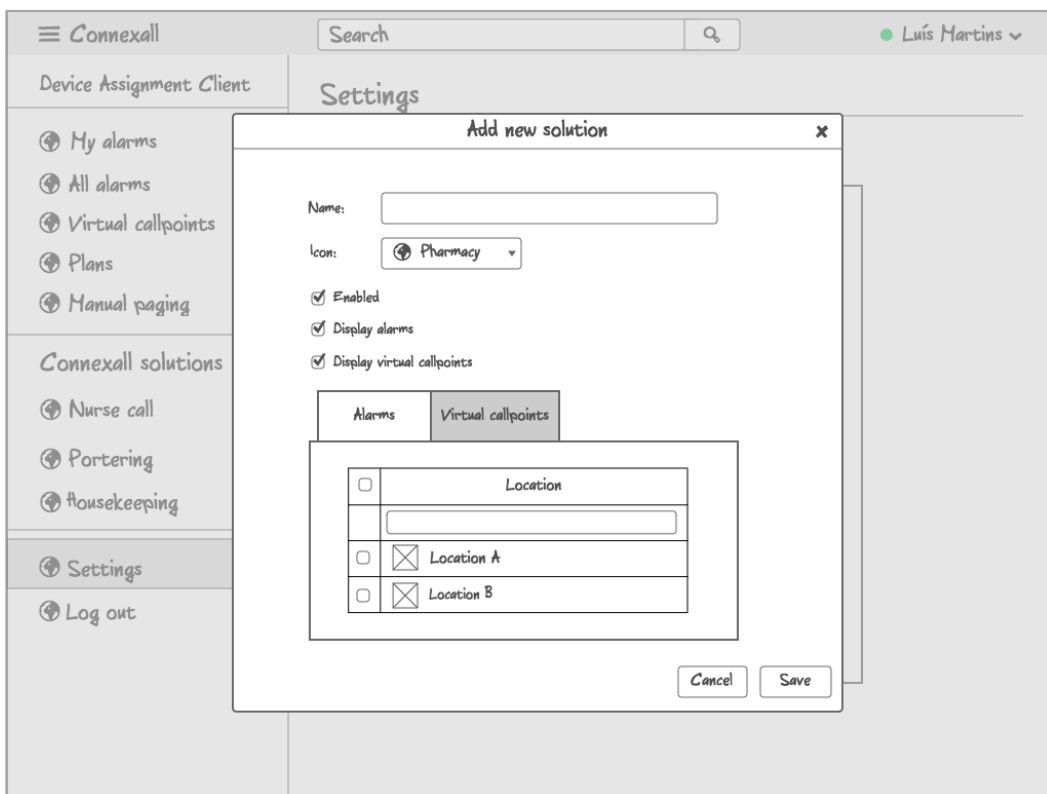 Connexall
Search
Luís Martins
Device Assignment Client
Settings
My alarms
All alarms
Virtual callpoints
Plans
Manual paging
Connexall solutions
Nurse call
Portering
Housekeeping
Settings
Log out
Add new solution
x
Name:
Icon:
Pharmacy
Enabled
Display alarms
Display virtual callpoints
Alarms
Virtual callpoints
Location
Location A
Location B
Cancel
Save